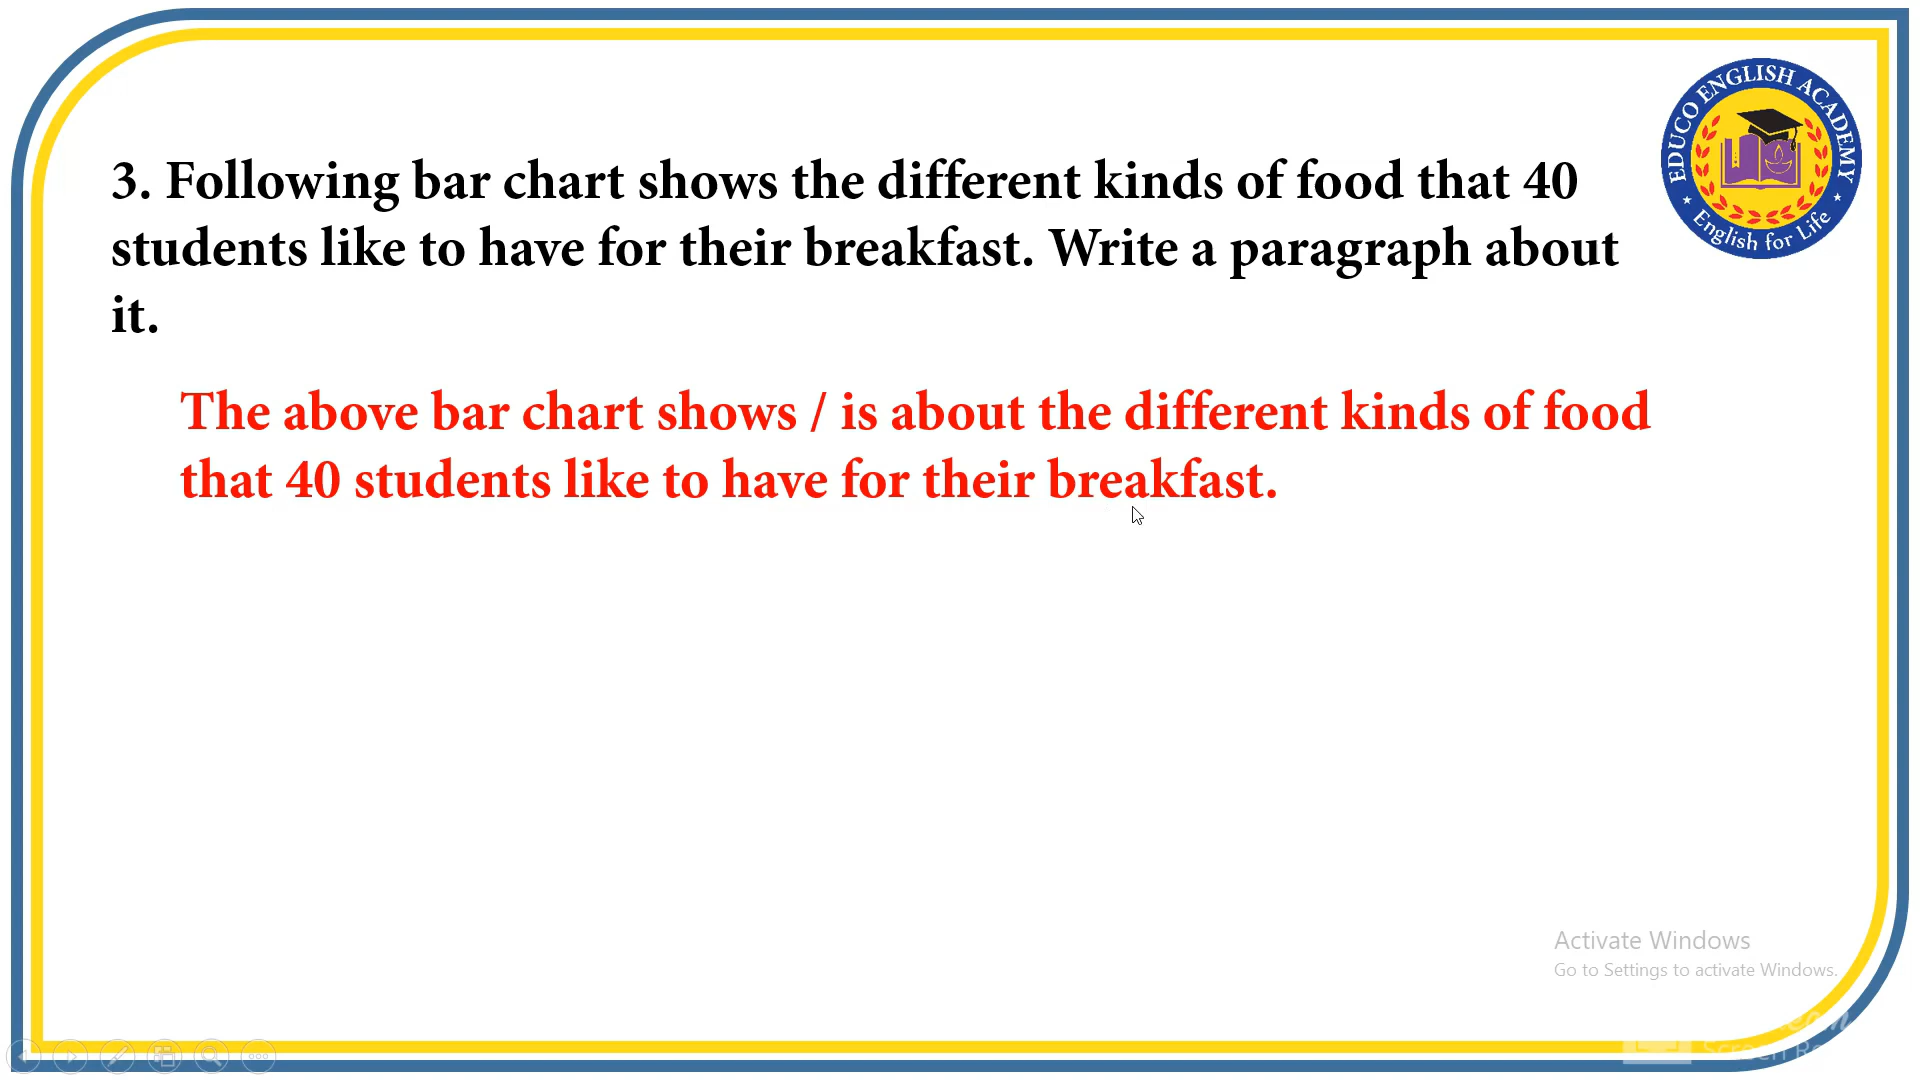 EDUCO ENGLISH ACADEMY
English for Life
3. Following bar chart shows the different kinds of food that 40
students like to have for their breakfast. Write a paragraph about
it.
The above bar chart shows / is about the different kinds of food
that 40 students like to have for their breakfast.
Activate Windows
Go to Settings to activate Windows.
Screen